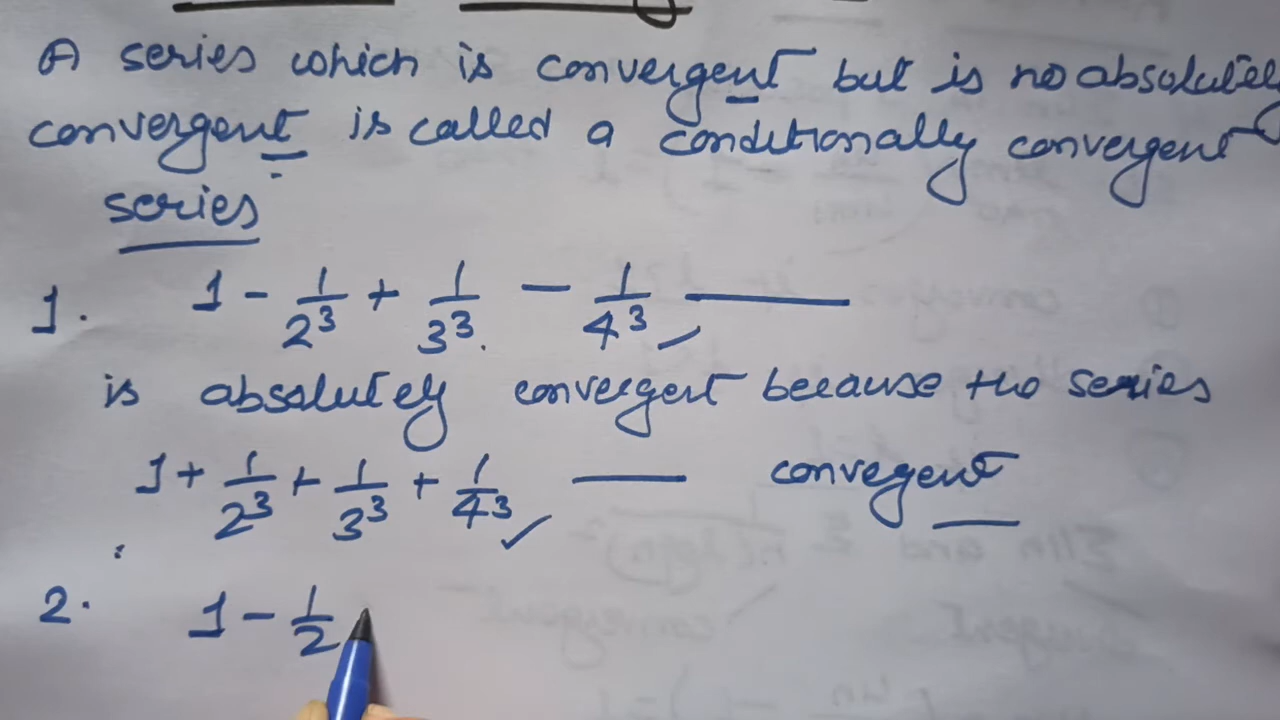 A series which is convergent but is no absolutely
convergent is called a conditionally convergent
series
1. 1 - 1/2³ + 1/3³ - 1/4³ ———
is absolutely convergent because the series
1 + 1/2³ + 1/3³ + 1/4³ —— convegent
2. 1 - 1/2